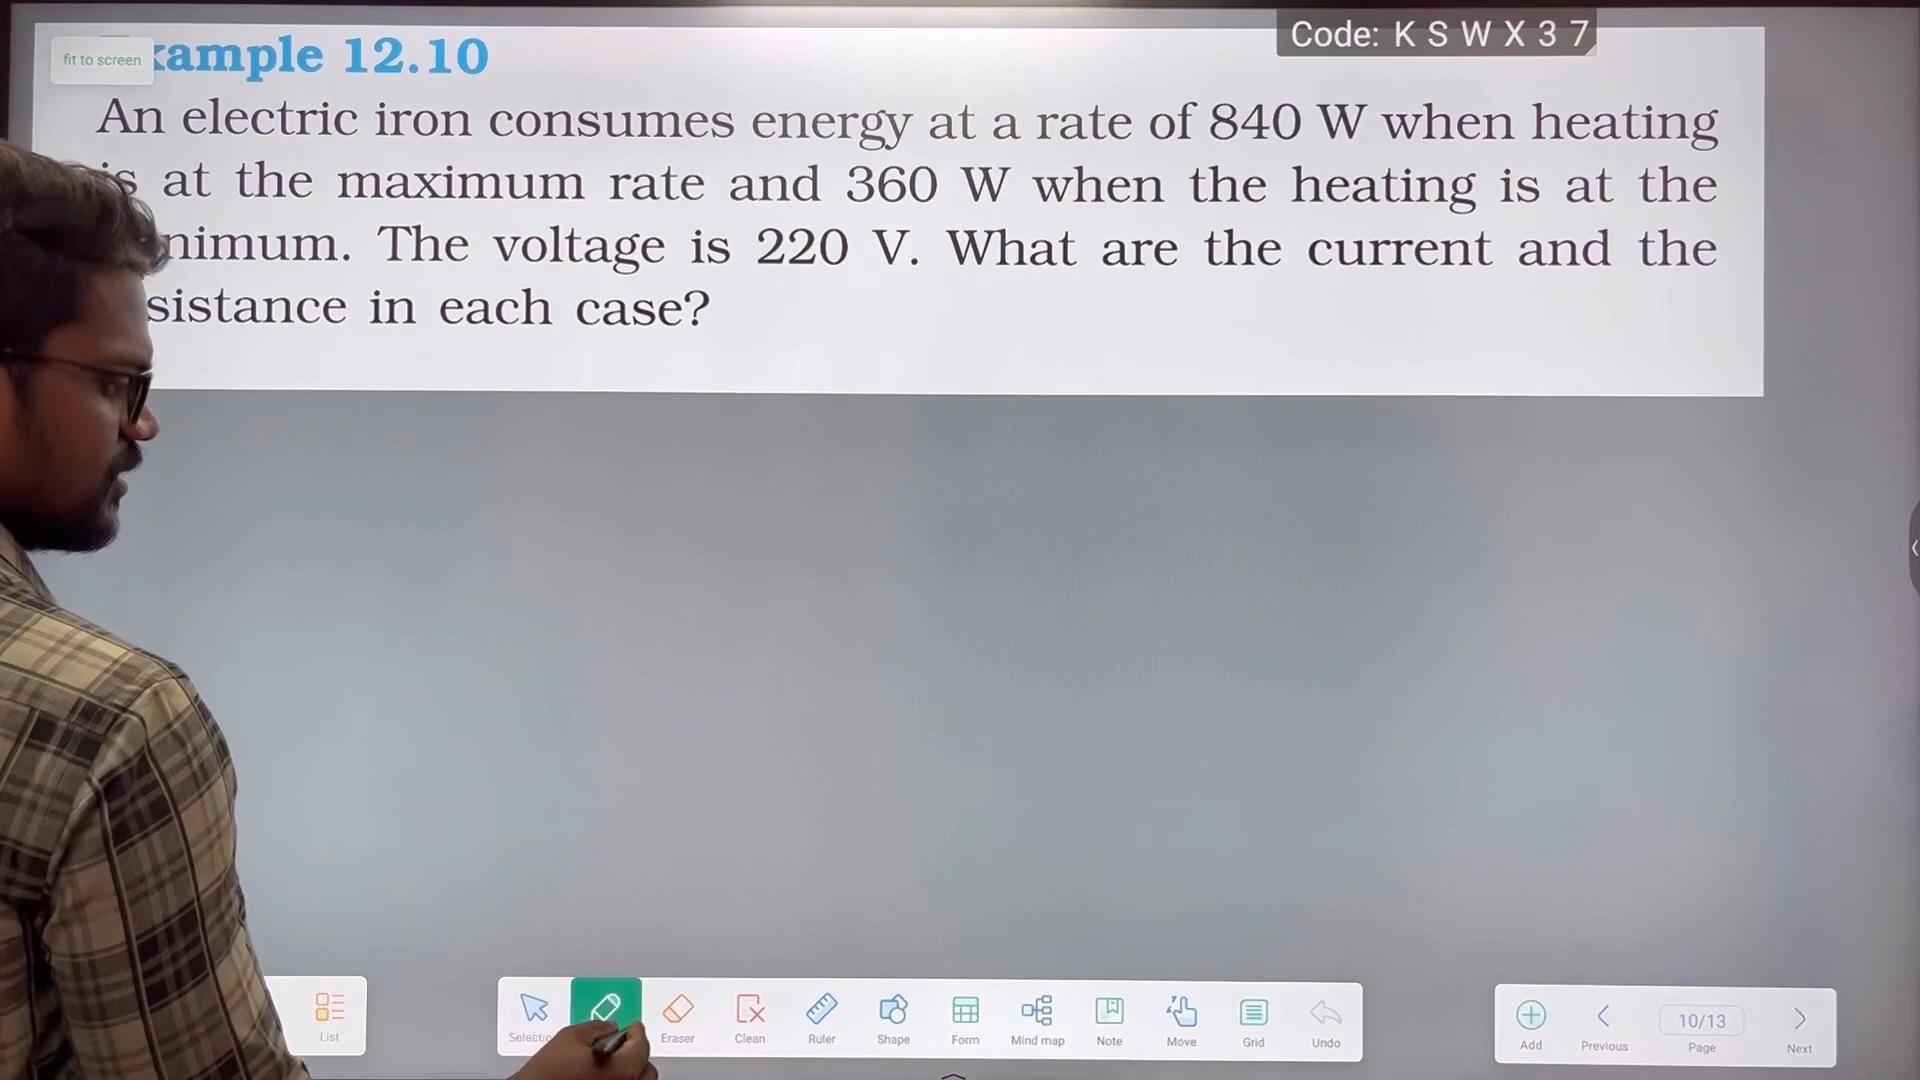 fit to screen
xample 12.10
Code: K S W X 3 7
An electric iron consumes energy at a rate of 840 W when heating
is at the maximum rate and 360 W when the heating is at the
nimum. The voltage is 220 V. What are the current and the
sistance in each case?
List
Eraser
Clean
Ruler
Shape
Form
Mind map
Note
Move
Grid
Undo
Add
Previous
10/13
Page
Next